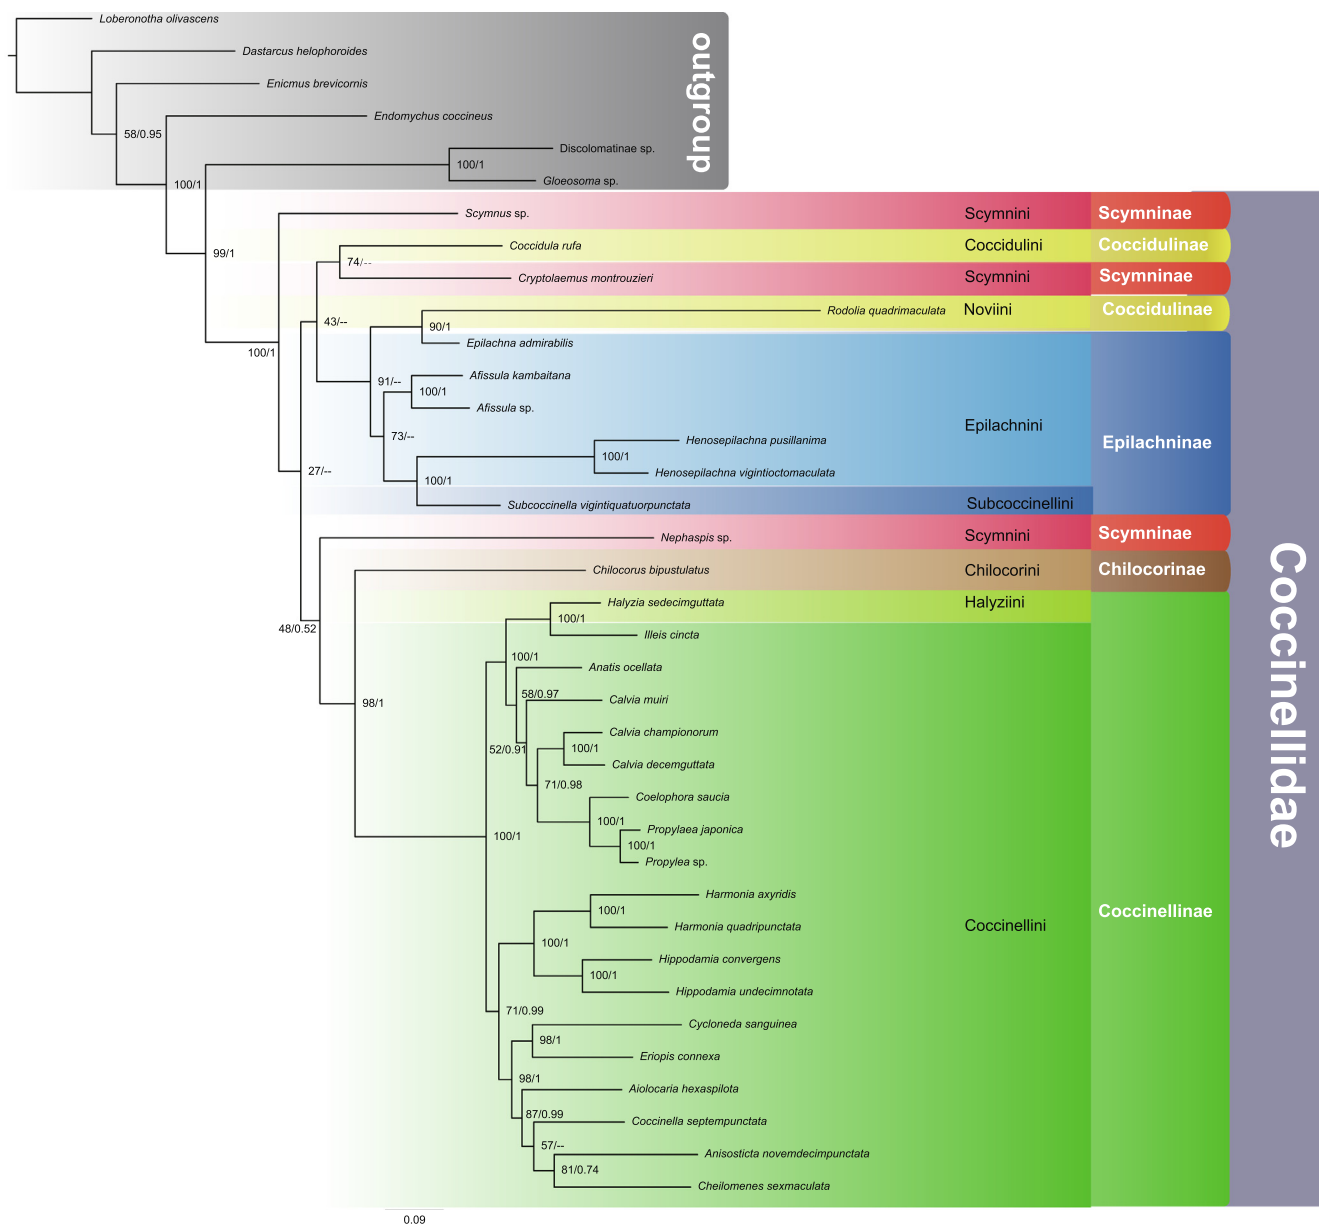 Loberonotha olivascens
Dastarcus helophoroides
Enicmus brevicornis
Endomychus coccineus
58/0.95
Discolomatinae sp.
100/1
Gloeosoma sp.
100/1
outgroup
Scymnus sp.
Scymnini
Scymninae
Coccidula rufa
Coccidulini
Coccidulinae
99/1
74/--
Cryptolaemus montrouzieri
Scymnini
Scymninae
Rodolia quadrimaculata
Noviini
Coccidulinae
43/--
90/1
Epilachna admirabilis
100/1
Afissula kambaitana
91/--
100/1
Afissula sp.
Epilachnini
73/--
Henosepilachna pusillanima
Epilachninae
100/1
Henosepilachna vigintioctomaculata
27/--
100/1
Subcoccinella vigintiquatuorpunctata
Subcoccinellini
Nephaspis sp.
Scymnini
Scymninae
Chilocorus bipustulatus
Chilocorini
Chilocorinae
Halyzia sedecimguttata
Halyziini
100/1
48/0.52
Illeis cincta
100/1
Anatis ocellata
58/0.97
Calvia muiri
98/1
Calvia championorum
52/0.91
100/1
Calvia decemguttata
71/0.98
Coelophora saucia
100/1
Propylaea japonica
100/1
100/1
Propylea sp.
Harmonia axyridis
100/1
Harmonia quadripunctata
Coccinellini
Coccinellinae
100/1
Hippodamia convergens
100/1
Hippodamia undecimnotata
71/0.99
Cycloneda sanguinea
98/1
Eriopis connexa
98/1
Aiolocaria hexaspilota
87/0.99
Coccinella septempunctata
57/--
Anisosticta novemdecimpunctata
81/0.74
Cheilomenes sexmaculata
Coccinellidae
0.09